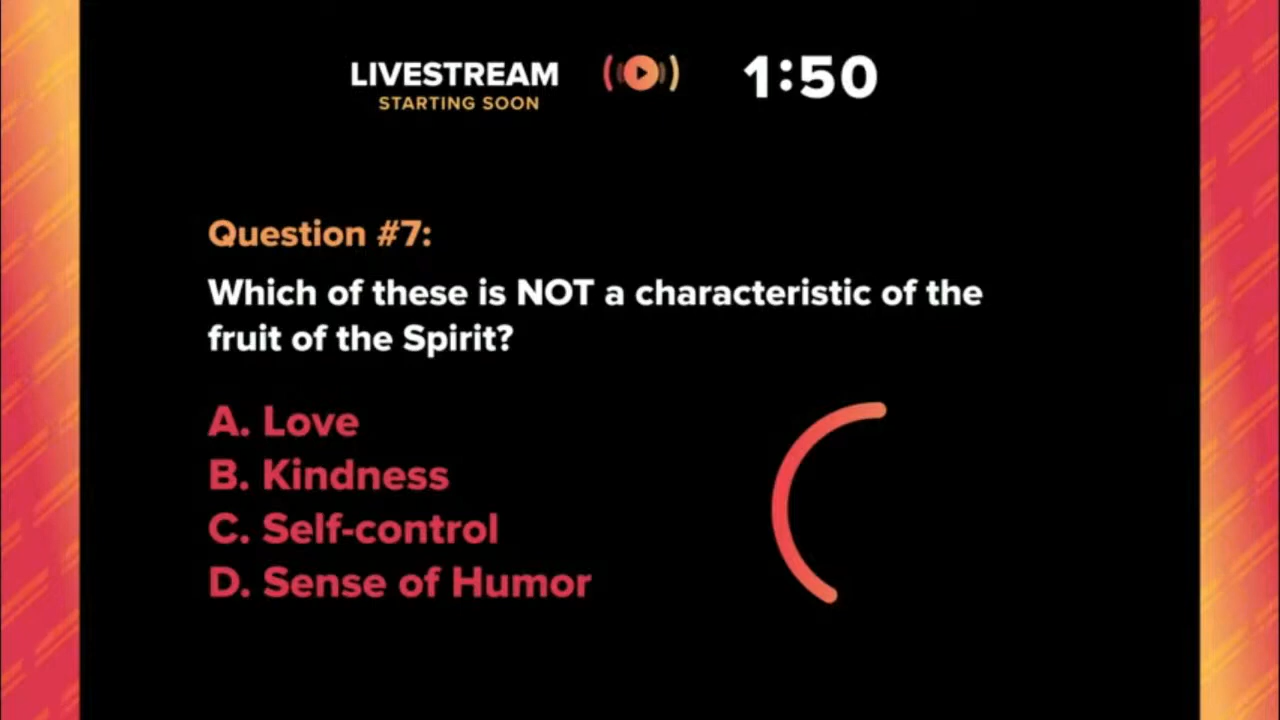 LIVESTREAM
STARTING SOON
1:50
Question #7:
Which of these is NOT a characteristic of the
fruit of the Spirit?
A. Love
B. Kindness
C. Self-control
D. Sense of Humor